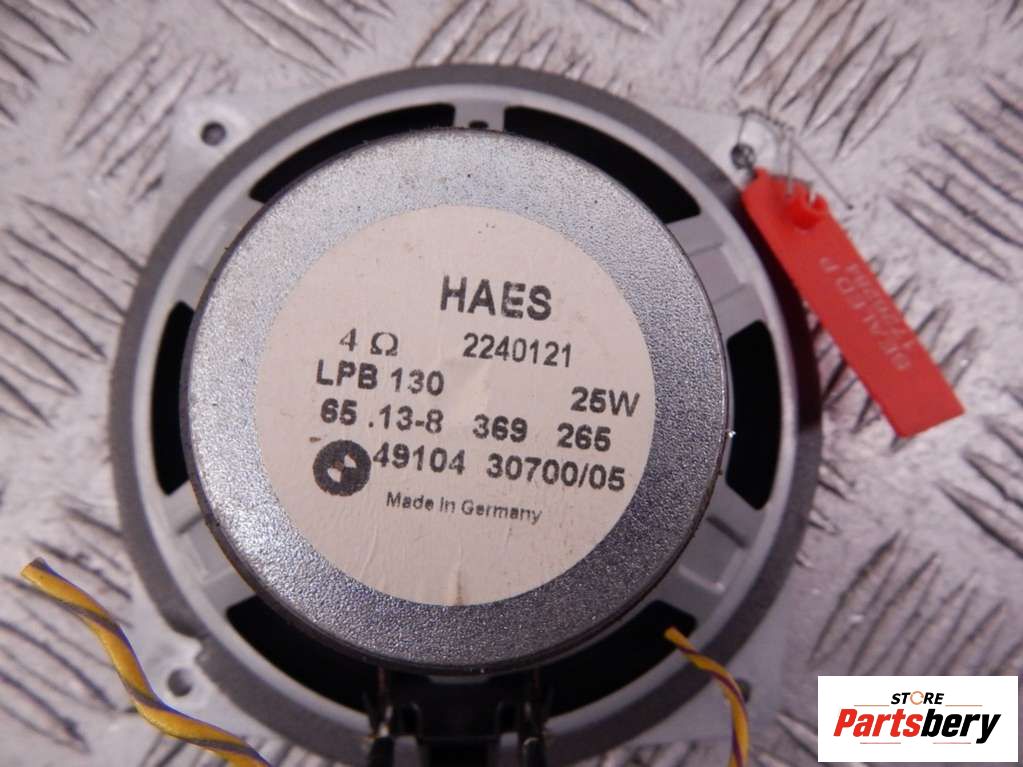 HAES
4 Ω 2240121
LPB 130 25W
65 .13-8 369 265
49104 30700/05
Made in Germany
STORE
Partsbery